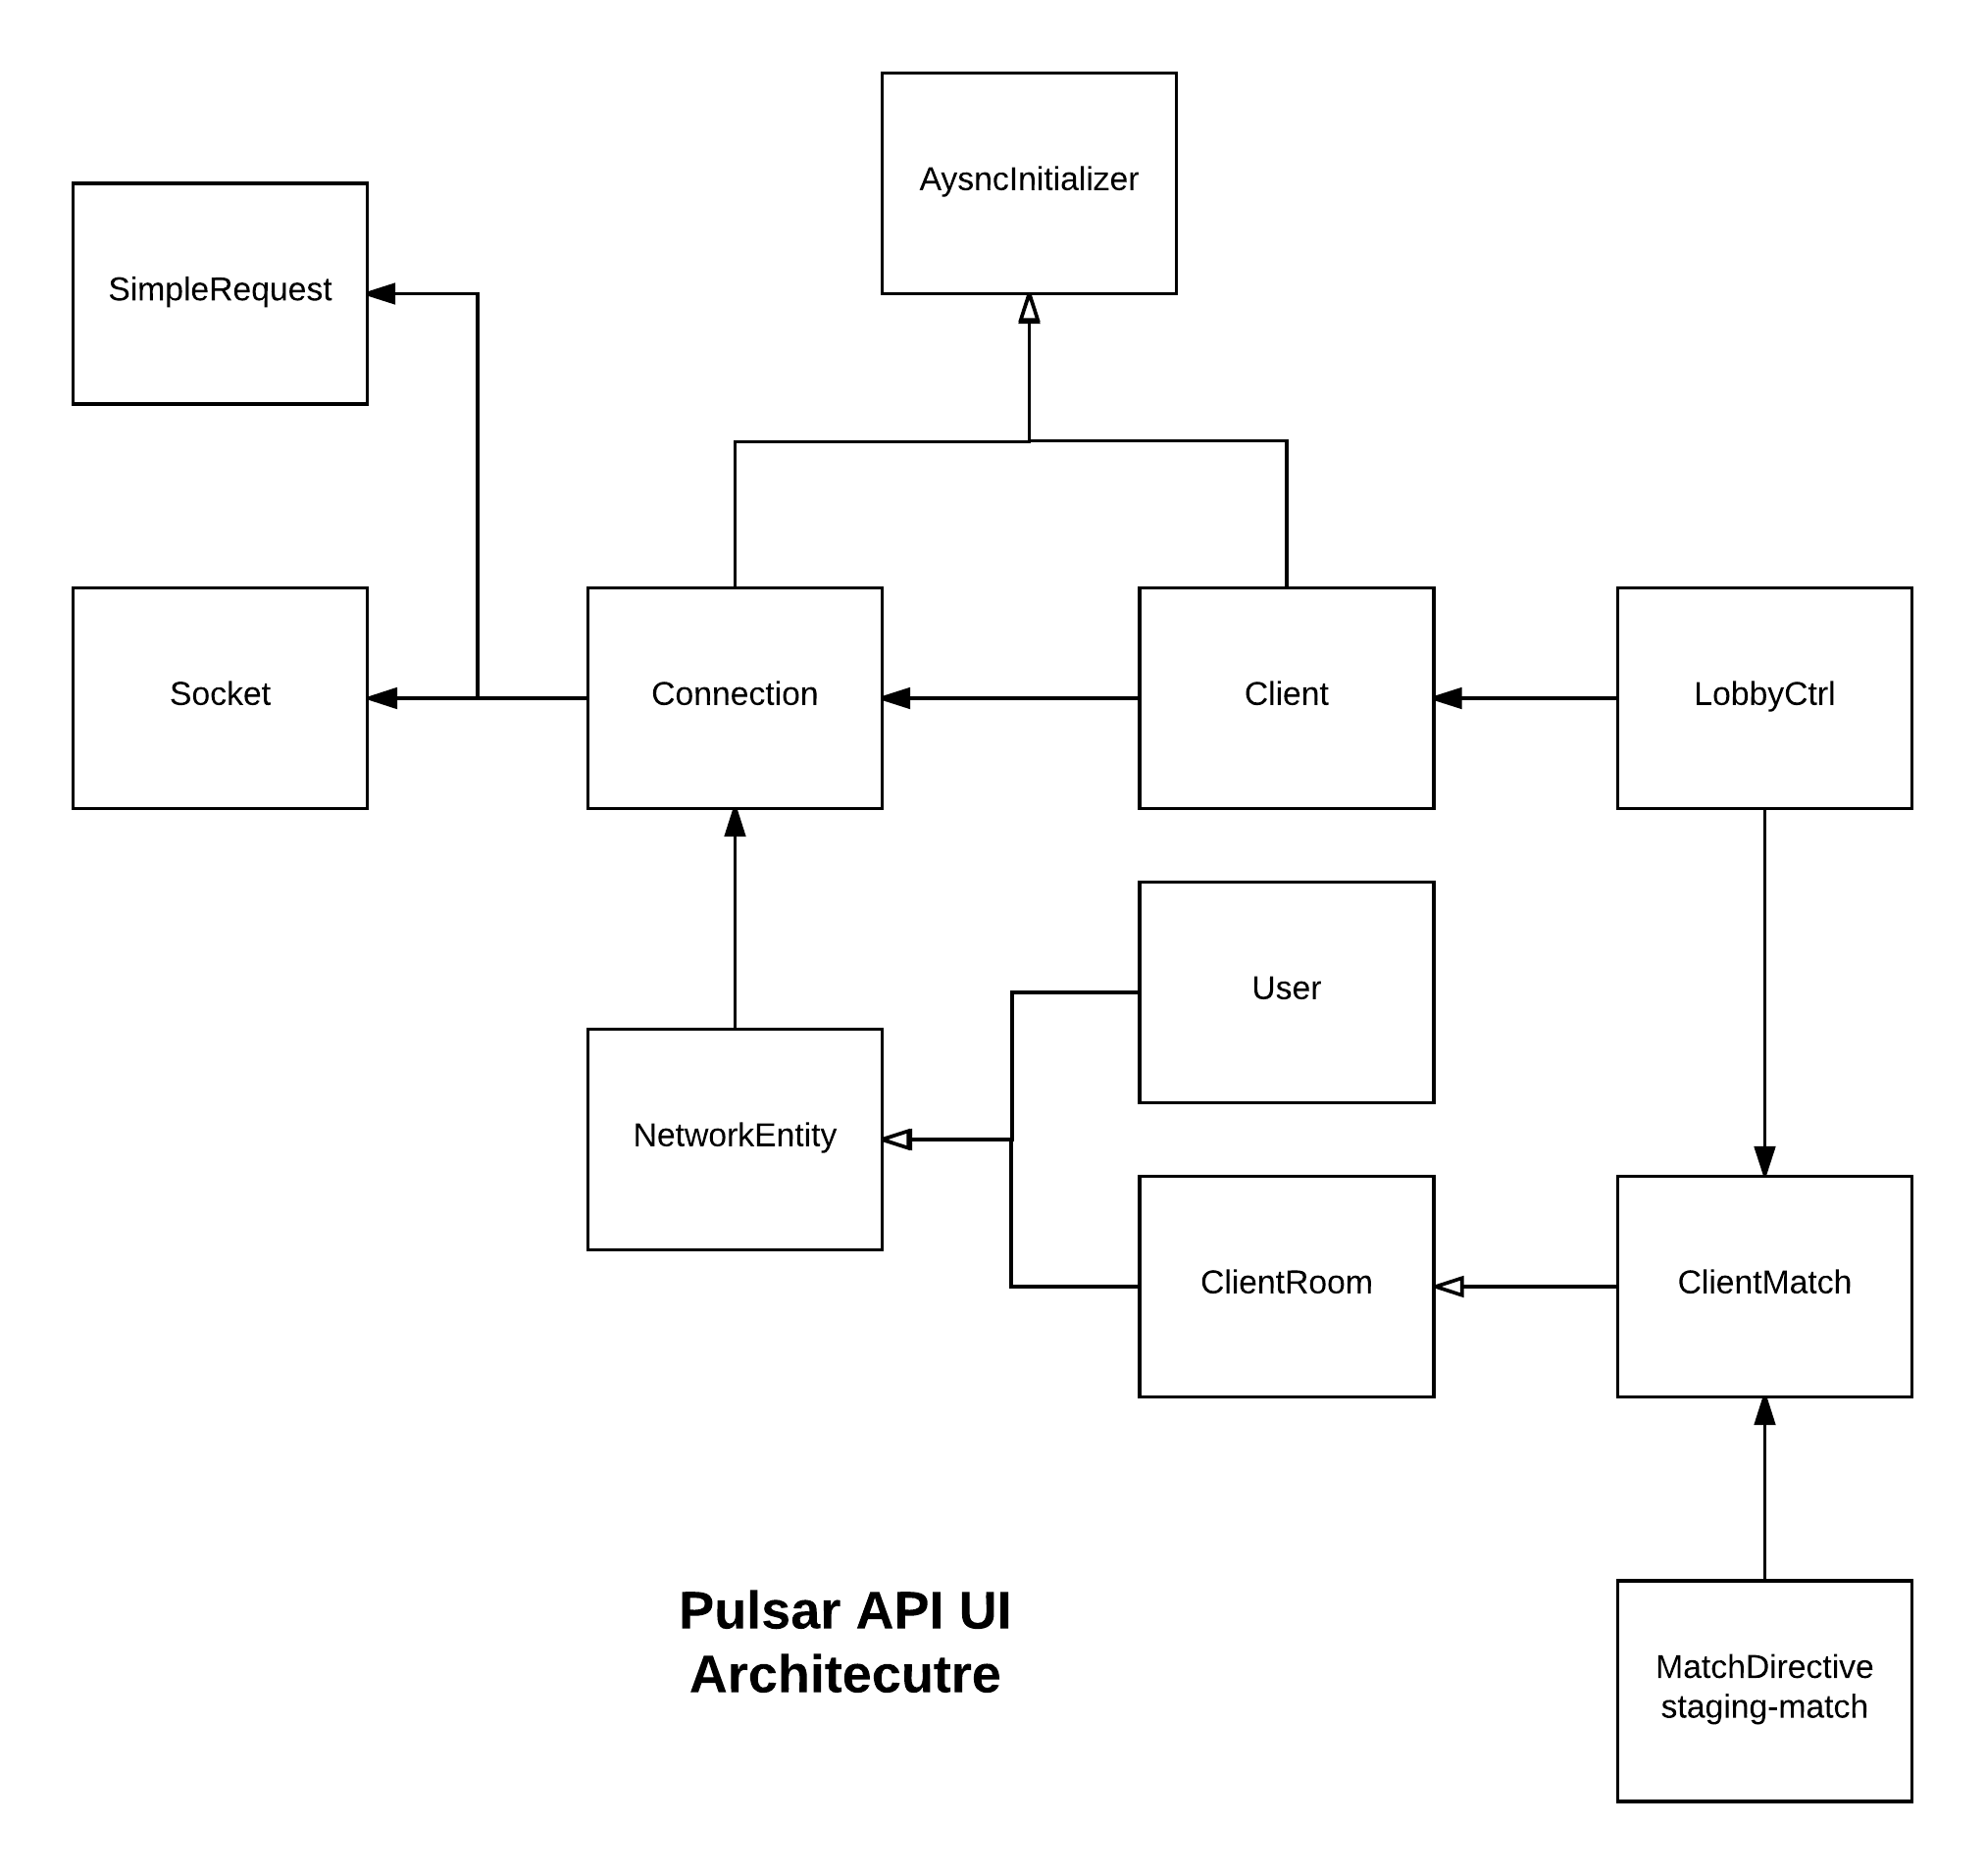 AysncInitializer
SimpleRequest
Socket
Connection
Client
LobbyCtrl
User
NetworkEntity
ClientRoom
ClientMatch
Pulsar API UI
Architecutre
MatchDirective
staging-match